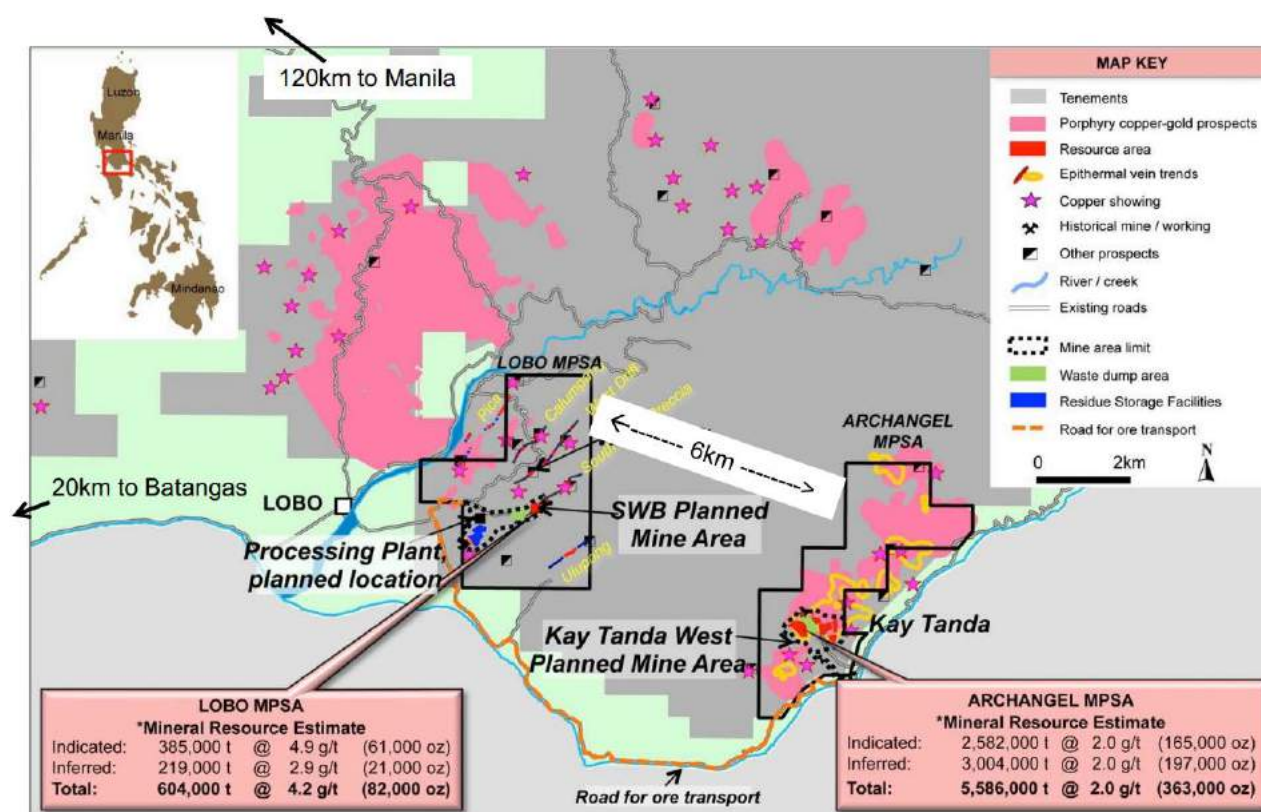 120km to Manila
Luzon
Manila
Mindanao
MAP KEY
Tenements
Porphyry copper-gold prospects
Resource area
Epithermal vein trends
Copper showing
Historical mine / working
Other prospects
River / creek
Existing roads
Mine area limit
Waste dump area
Residue Storage Facilities
Road for ore transport
N
0 2km
LOBO MPSA
Pica
West Drift
6km
ARCHANGEL
MPSA
20km to Batangas
LOBO
SWB Planned
Mine Area
Processing Plant,
planned location
Ulupong
Kay Tanda West
Planned Mine Area
Kay Tanda
LOBO MPSA
*Mineral Resource Estimate
Indicated: 385,000 t @ 4.9 g/t (61,000 oz)
Inferred: 219,000 t @ 2.9 g/t (21,000 oz)
Total: 604,000 t @ 4.2 g/t (82,000 oz)
Road for ore transport
ARCHANGEL MPSA
*Mineral Resource Estimate
Indicated: 2,582,000 t @ 2.0 g/t (165,000 oz)
Inferred: 3,004,000 t @ 2.0 g/t (197,000 oz)
Total: 5,586,000 t @ 2.0 g/t (363,000 oz)